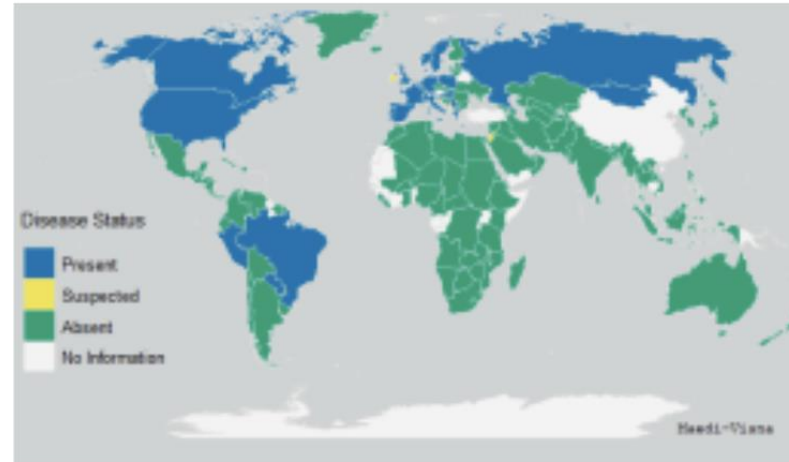 Disease Status
Present
Suspected
Absent
No Information